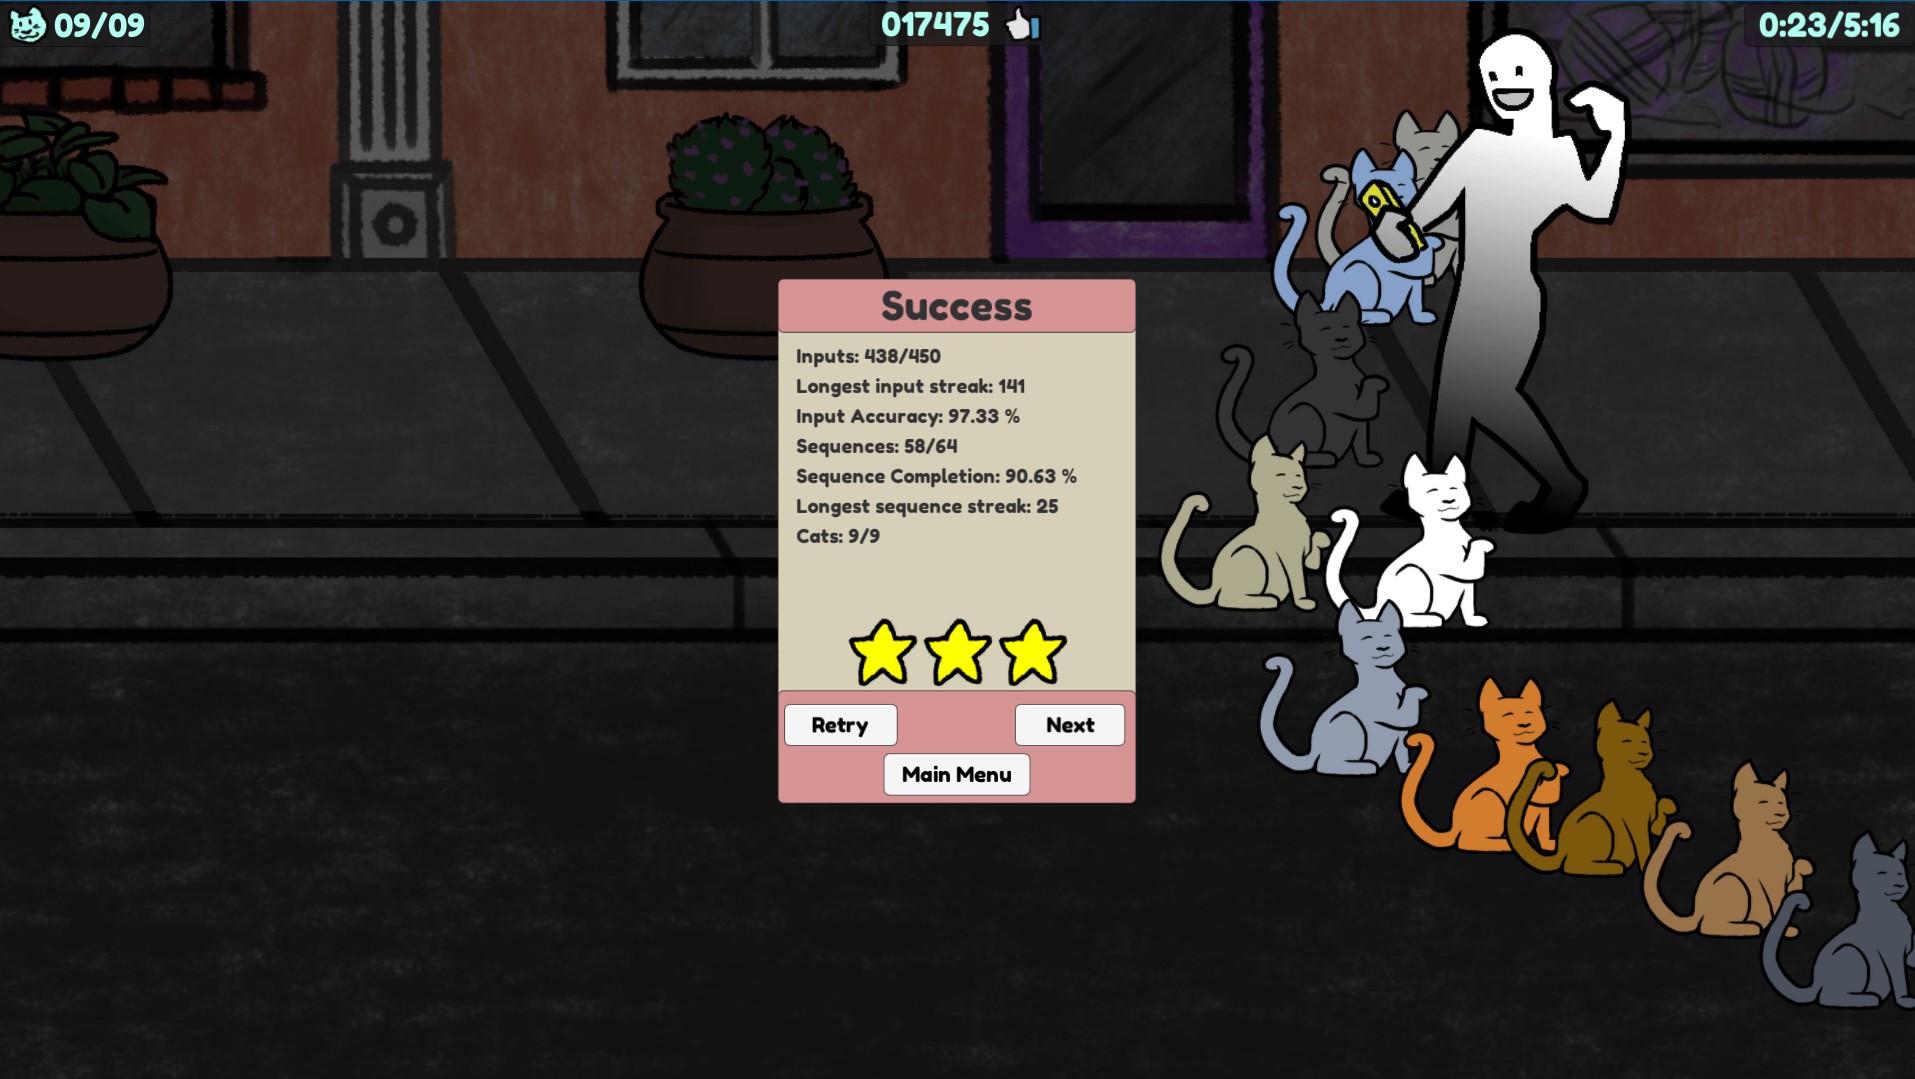 09/09
017475
0:23/5:16
Success
Inputs: 438/450
Longest input streak: 141
Input Accuracy: 97.33 %
Sequences: 58/64
Sequence Completion: 90.63 %
Longest sequence streak: 25
Cats: 9/9
Retry
Next
Main Menu